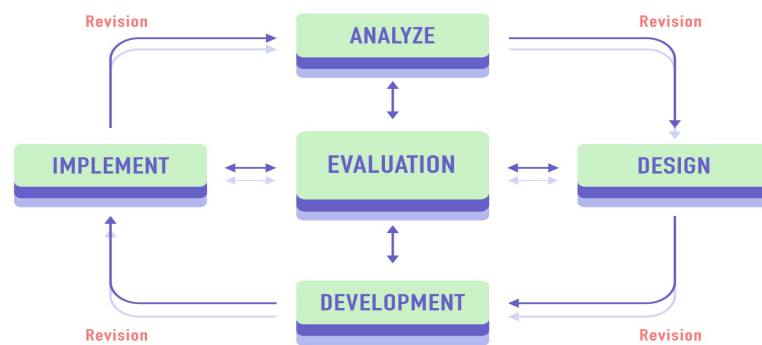 Revision
Revision
ANALYZE
IMPLEMENT
EVALUATION
DESIGN
DEVELOPMENT
Revision
Revision